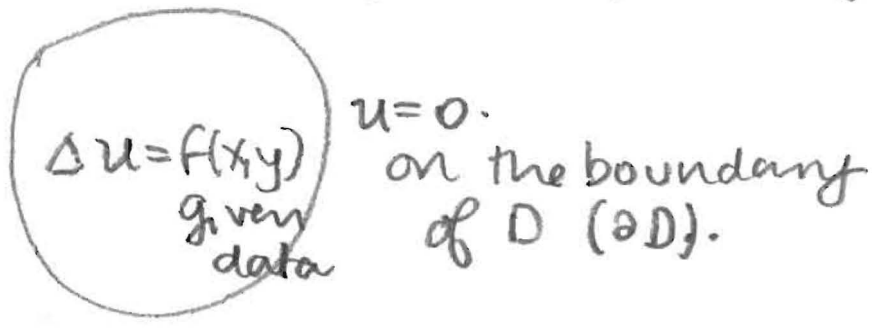 Δu=f(x,y)
given
data
u=0.
on the boundary
of D (∂D).